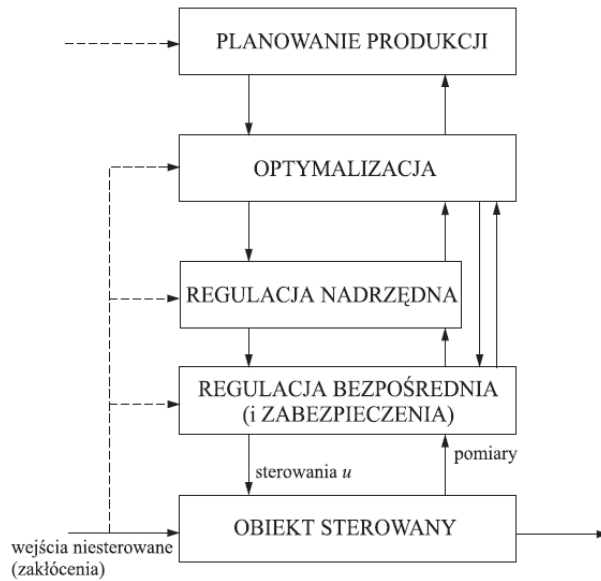 PLANOWANIE PRODUKCJI
OPTYMALIZACJA
REGULACJA NADRZĘDNA
REGULACJA BEZPOŚREDNIA
(i ZABEZPIECZENIA)
sterowania u
pomiary
OBIEKT STEROWANY
wejścia niesterowane
(zakłócenia)